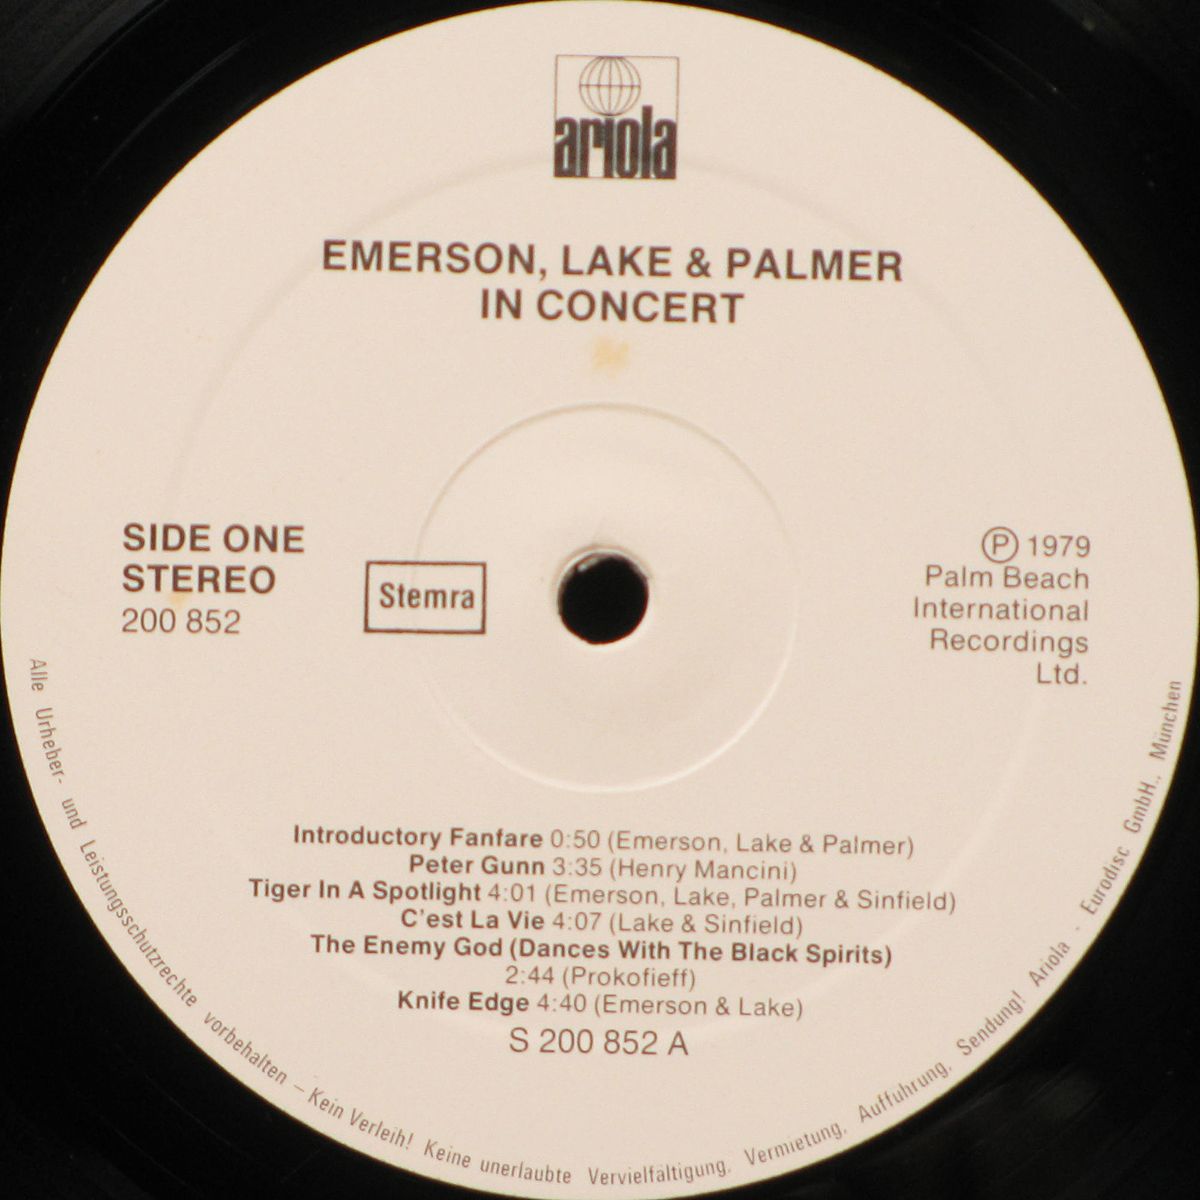 ariola
EMERSON, LAKE & PALMER
IN CONCERT
SIDE ONE
STEREO
200 852
Stemra
Ⓟ 1979
Palm Beach
International
Recordings
Ltd.
Introductory Fanfare 0:50 (Emerson, Lake & Palmer)
Peter Gunn 3:35 (Henry Mancini)
Tiger In A Spotlight 4:01 (Emerson, Lake, Palmer & Sinfield)
C'est La Vie 4:07 (Lake & Sinfield)
The Enemy God (Dances With The Black Spirits)
2:44 (Prokofieff)
Knife Edge 4:40 (Emerson & Lake)
S 200 852 A
Alle Urheber- und Leistungsschutzrechte vorbehalten – Kein Verleih! Keine unerlaubte Vervielfältigung, Vermietung, Aufführung, Sendung! Ariola - Eurodisc GmbH., München